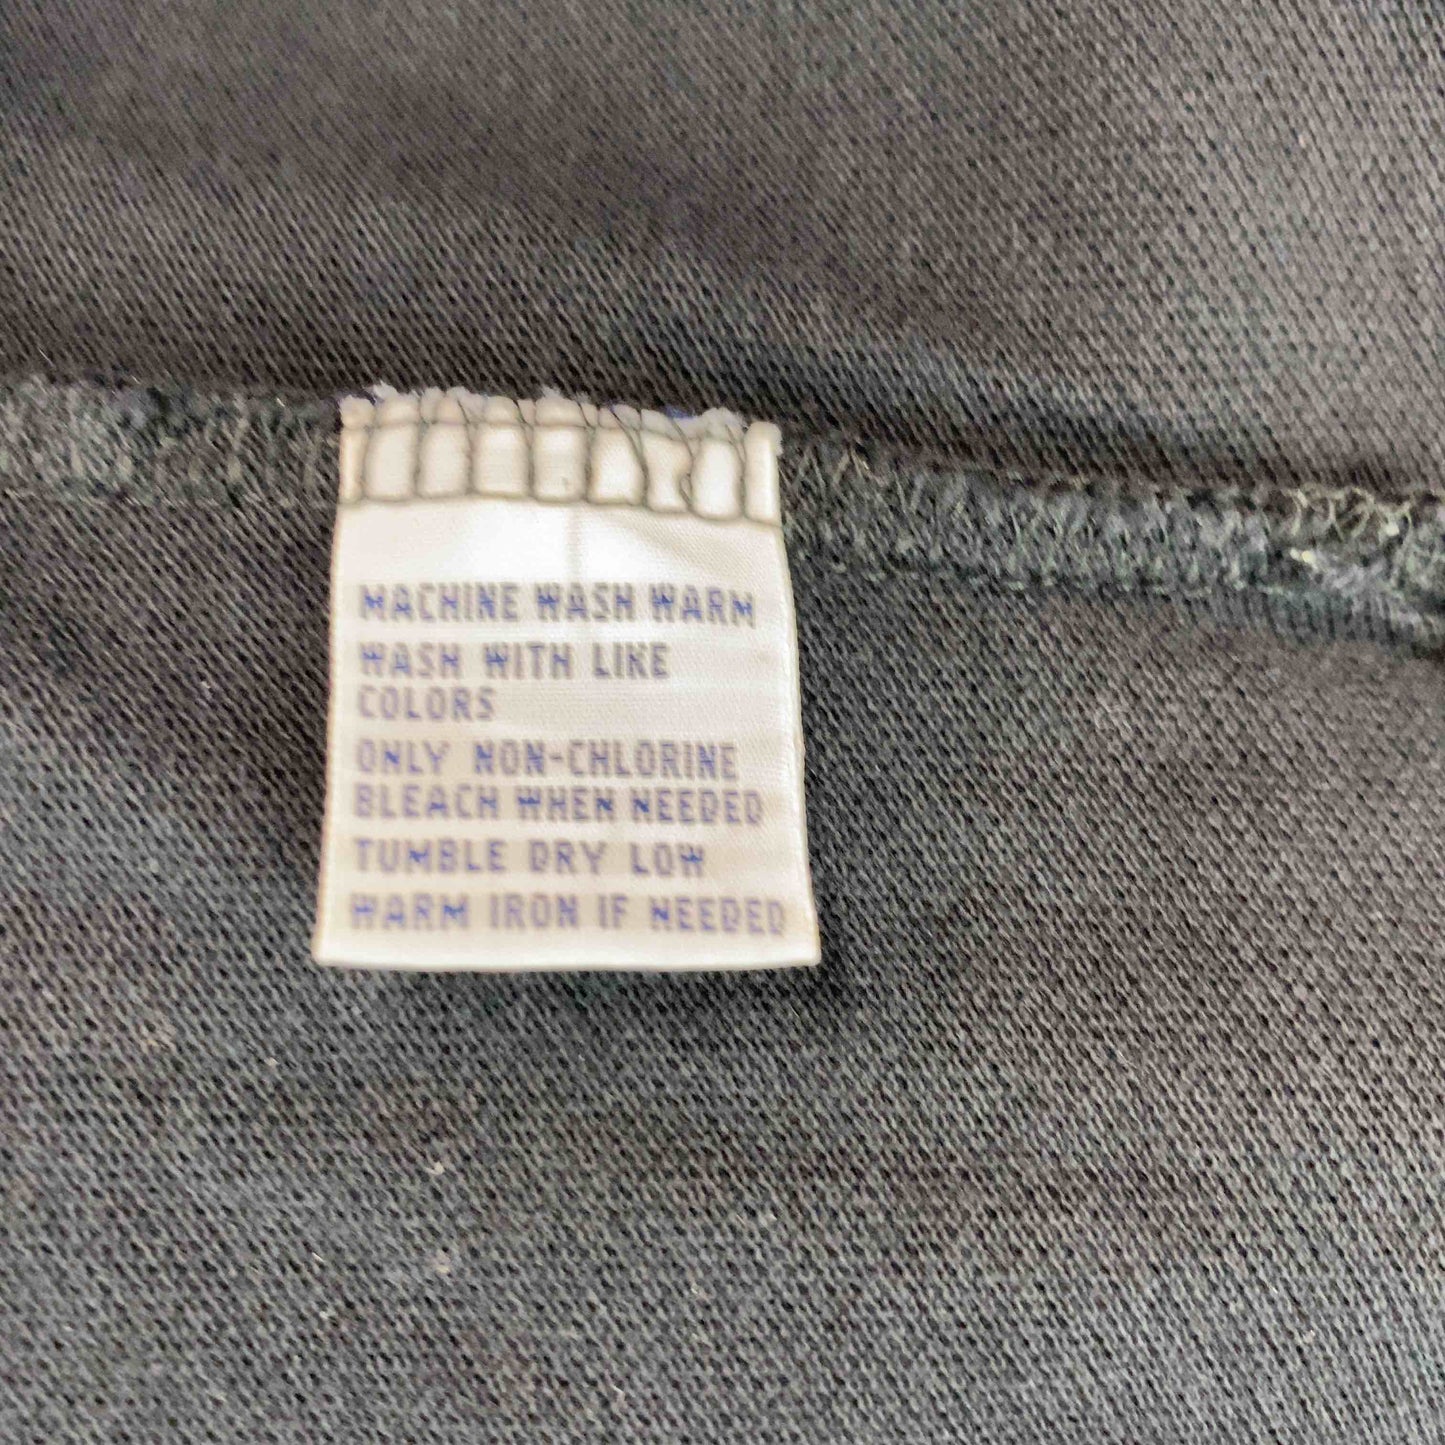 MACHINE WASH WARM
WASH WITH LIKE
COLORS
ONLY NON-CHLORINE
BLEACH WHEN NEEDED
TUMBLE DRY LOW
WARM IRON IF NEEDED